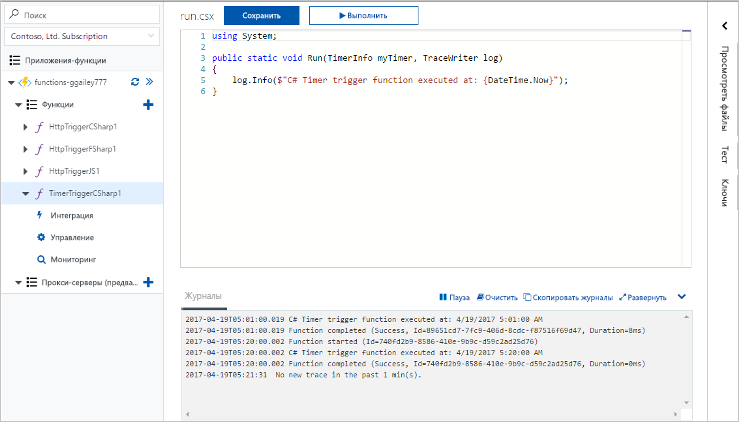 Поиск
Contoso, Ltd. Subscription
Приложения-функции
functions-ggailey777
Функции
HttpTriggerCSharp1
HttpTriggerFSharp1
HttpTriggerJS1
TimerTriggerCSharp1
Интеграция
Управление
Мониторинг
Прокси-серверы (предва...
run.csx
Сохранить
Выполнить
1 using System;
2
3 public static void Run(TimerInfo myTimer, TraceWriter log)
4 {
5 log.Info($"C# Timer trigger function executed at: {DateTime.Now}");
6 }
Журналы
Пауза
Очистить
Скопировать журналы
Развернуть
2017-04-19T05:01:00.019 C# Timer trigger function executed at: 4/19/2017 5:01:00 AM
2017-04-19T05:01:00.019 Function completed (Success, Id=89651cd7-7fc9-406d-8cdc-f87516f69d47, Duration=8ms)
2017-04-19T05:20:00.002 Function started (Id=740fd2b9-8586-410e-9b9c-d59c2ad25d76)
2017-04-19T05:20:00.002 C# Timer trigger function executed at: 4/19/2017 5:20:00 AM
2017-04-19T05:20:00.002 Function completed (Success, Id=740fd2b9-8586-410e-9b9c-d59c2ad25d76, Duration=0ms)
2017-04-19T05:21:31 No new trace in the past 1 min(s).
Просмотреть файлы
Тест
Ключи